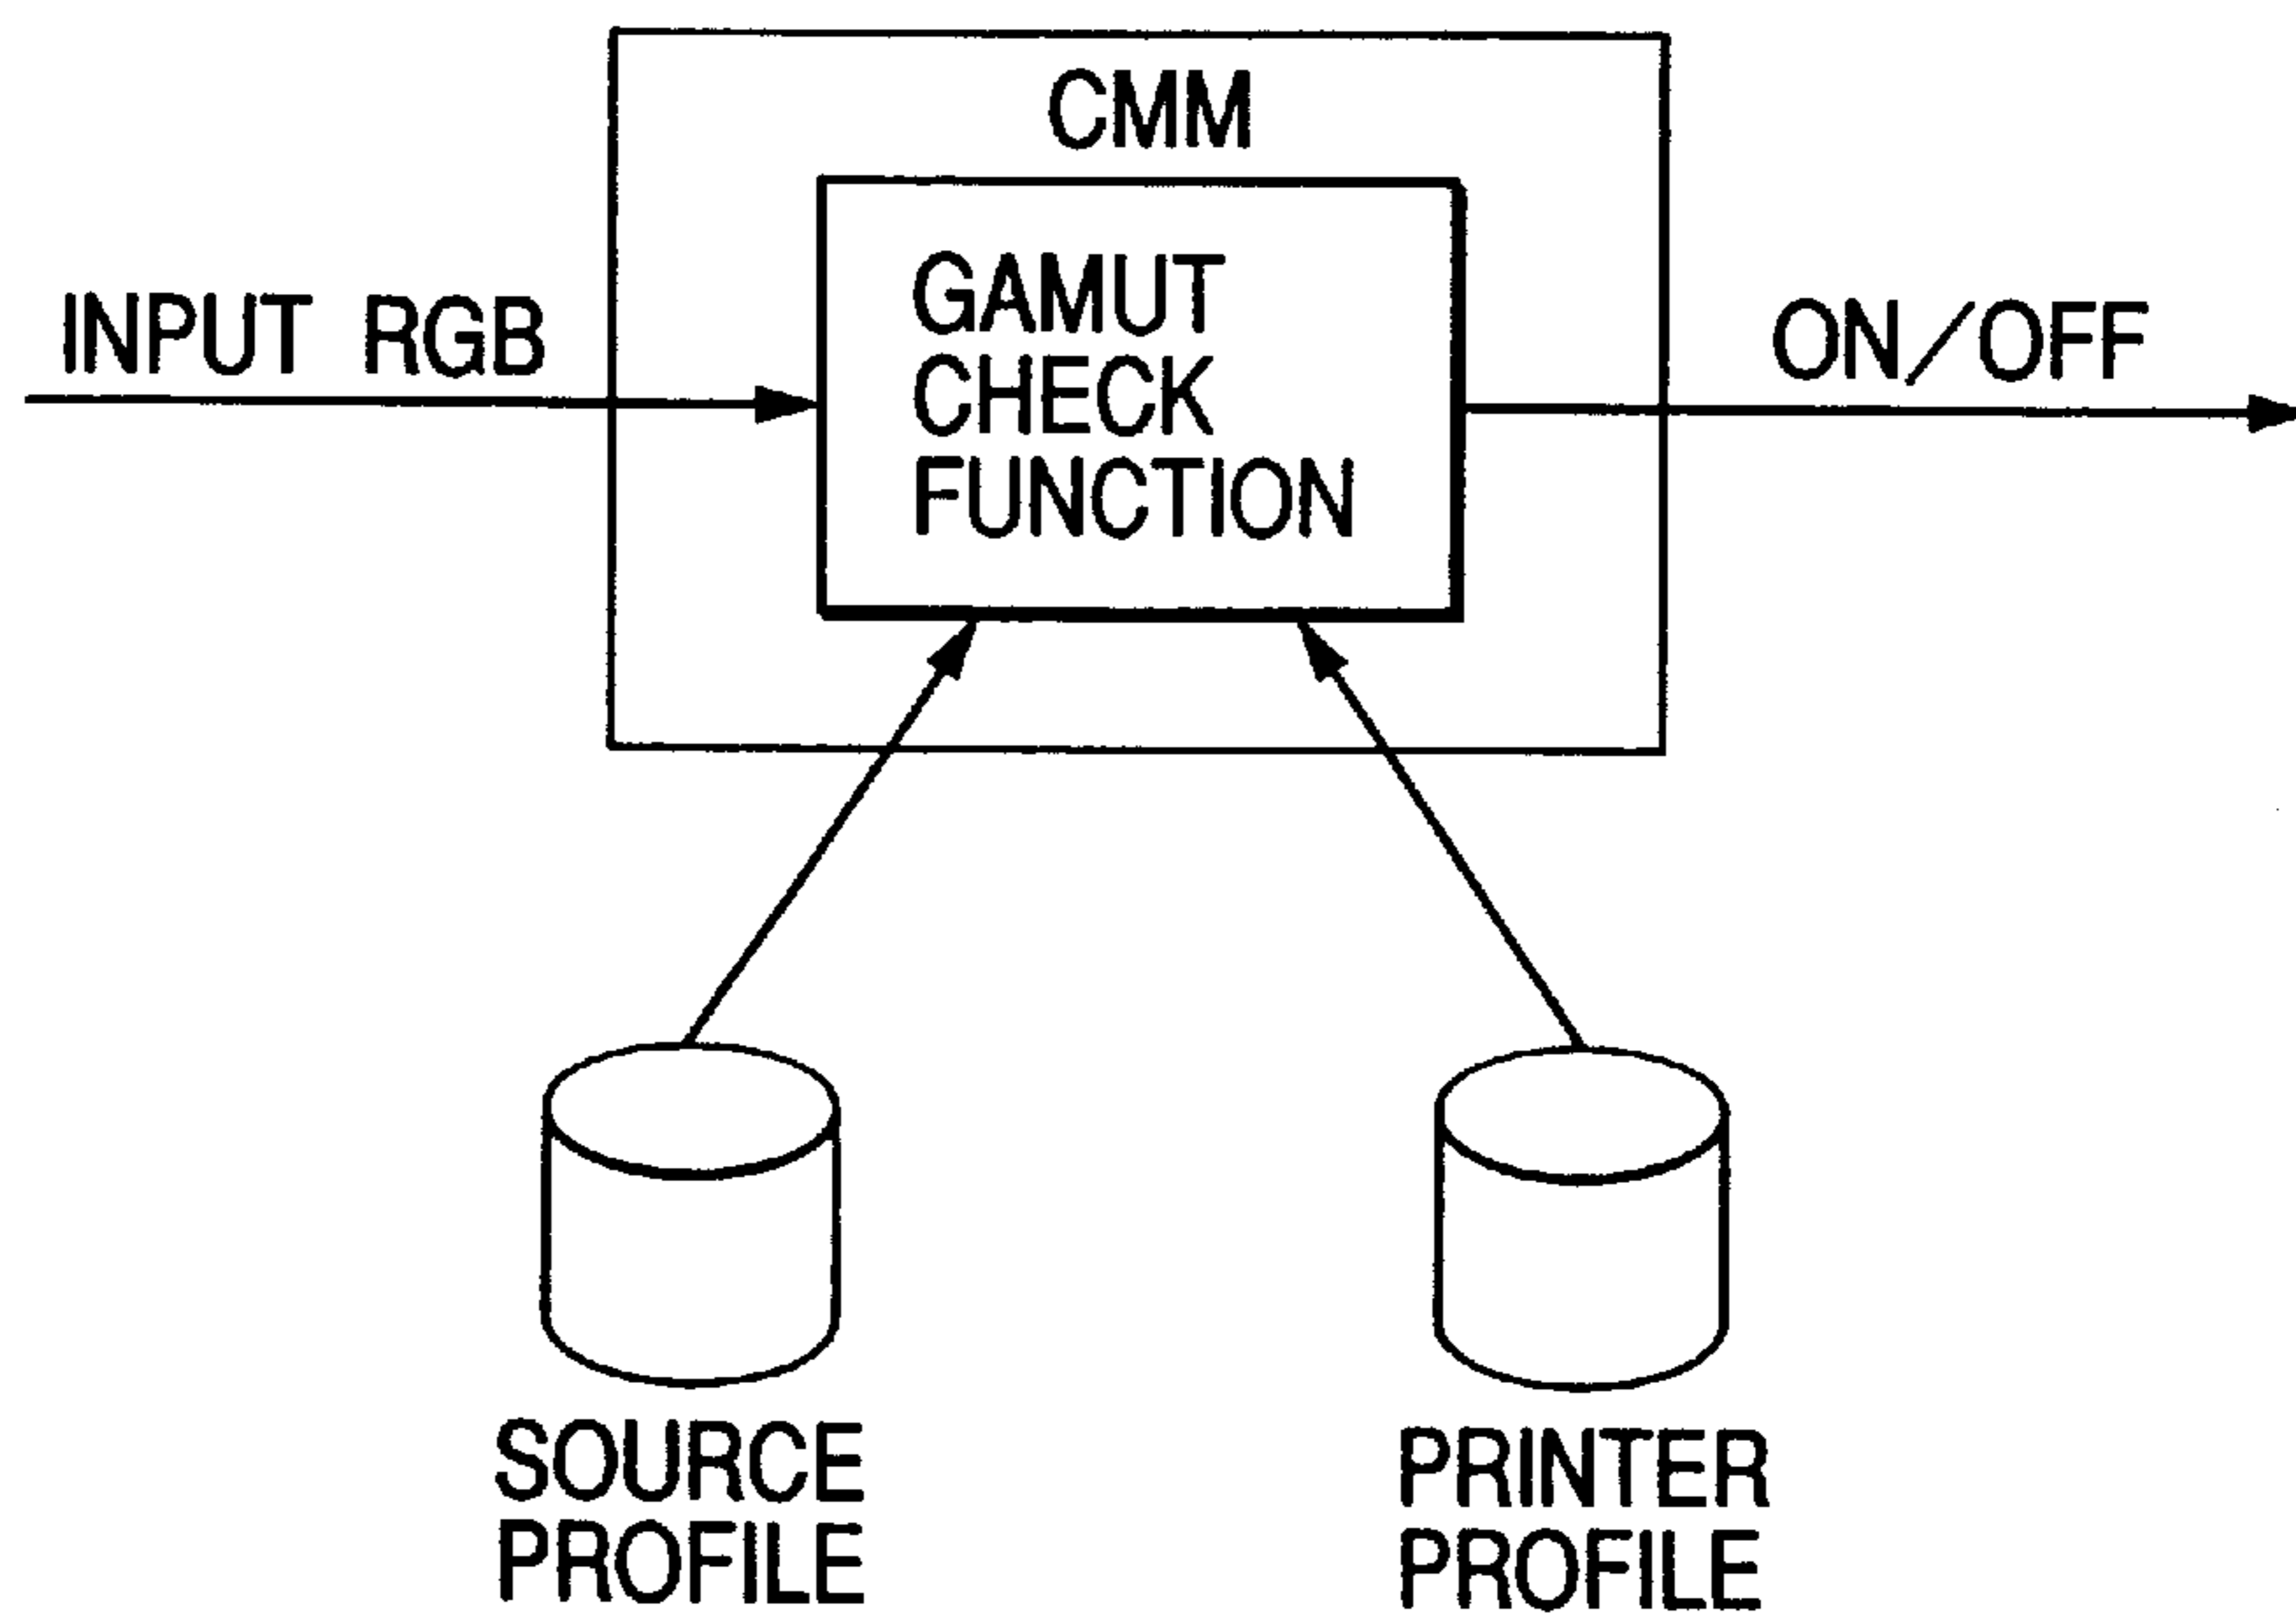 CMM
INPUT RGB
GAMUT
CHECK
FUNCTION
ON/OFF
SOURCE
PROFILE
PRINTER
PROFILE